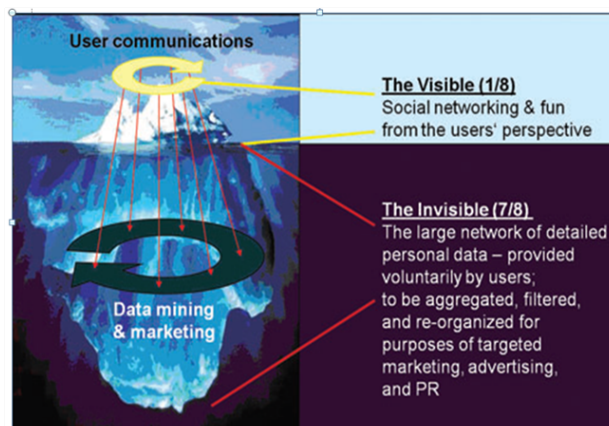 User communications
The Visible (1/8)
Social networking & fun
from the users‘ perspective
The Invisible (7/8)
The large network of detailed
personal data – provided
voluntarily by users;
to be aggregated, filtered,
and re-organized for
purposes of targeted
marketing, advertising,
and PR
Data mining
& marketing